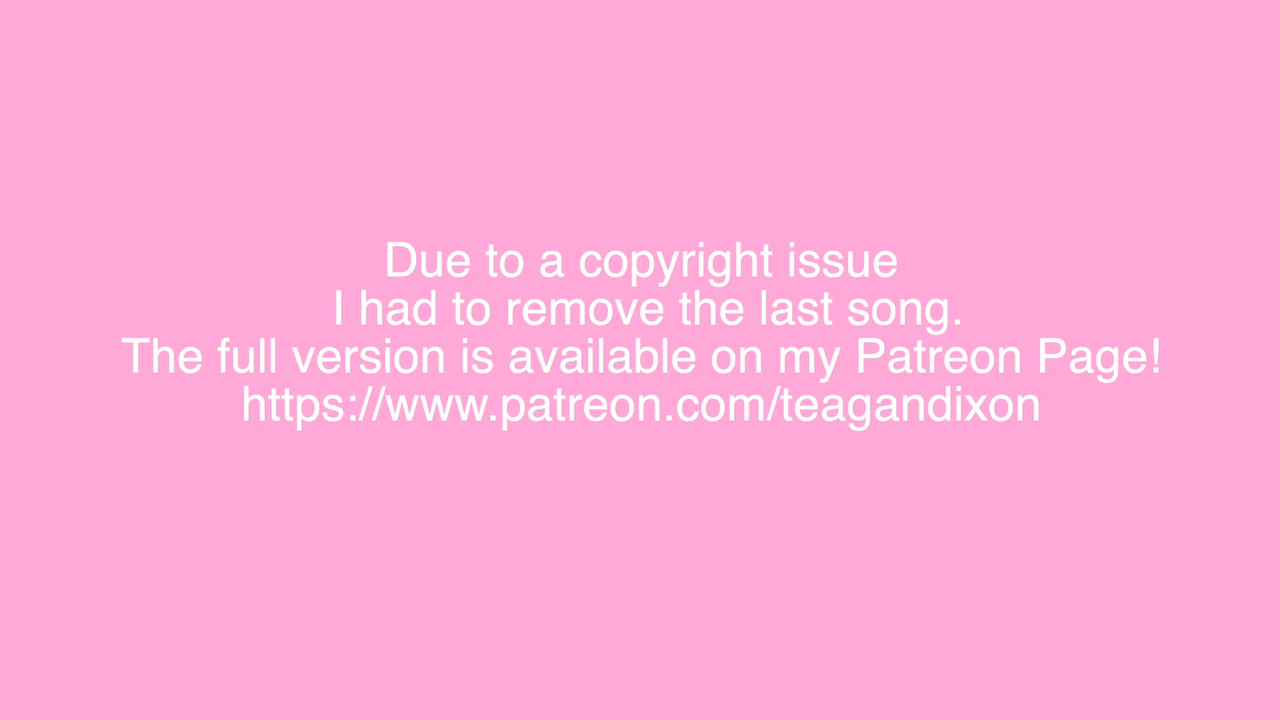 Due to a copyright issue
I had to remove the last song.
The full version is available on my Patreon Page!
https://www.patreon.com/teagandixon